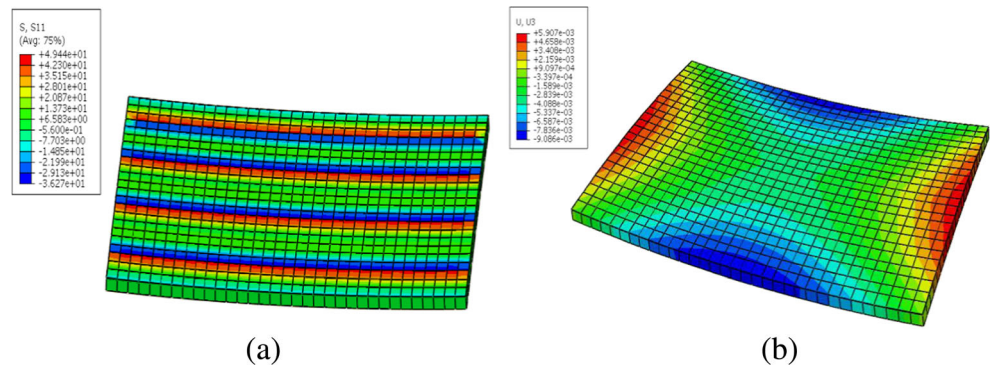 S, S11
(Avg: 75%)
+4.944e+01
+4.230e+01
+3.515e+01
+2.801e+01
+2.087e+01
+1.373e+01
+6.583e+00
-5.600e-01
-7.703e+00
-1.485e+01
-2.199e+01
-2.913e+01
-3.627e+01
U, U3
+5.907e-03
+4.658e-03
+3.408e-03
+2.159e-03
+9.097e-04
-3.397e-04
-1.589e-03
-2.839e-03
-4.088e-03
-5.337e-03
-6.587e-03
-7.836e-03
-9.086e-03
(a)
(b)